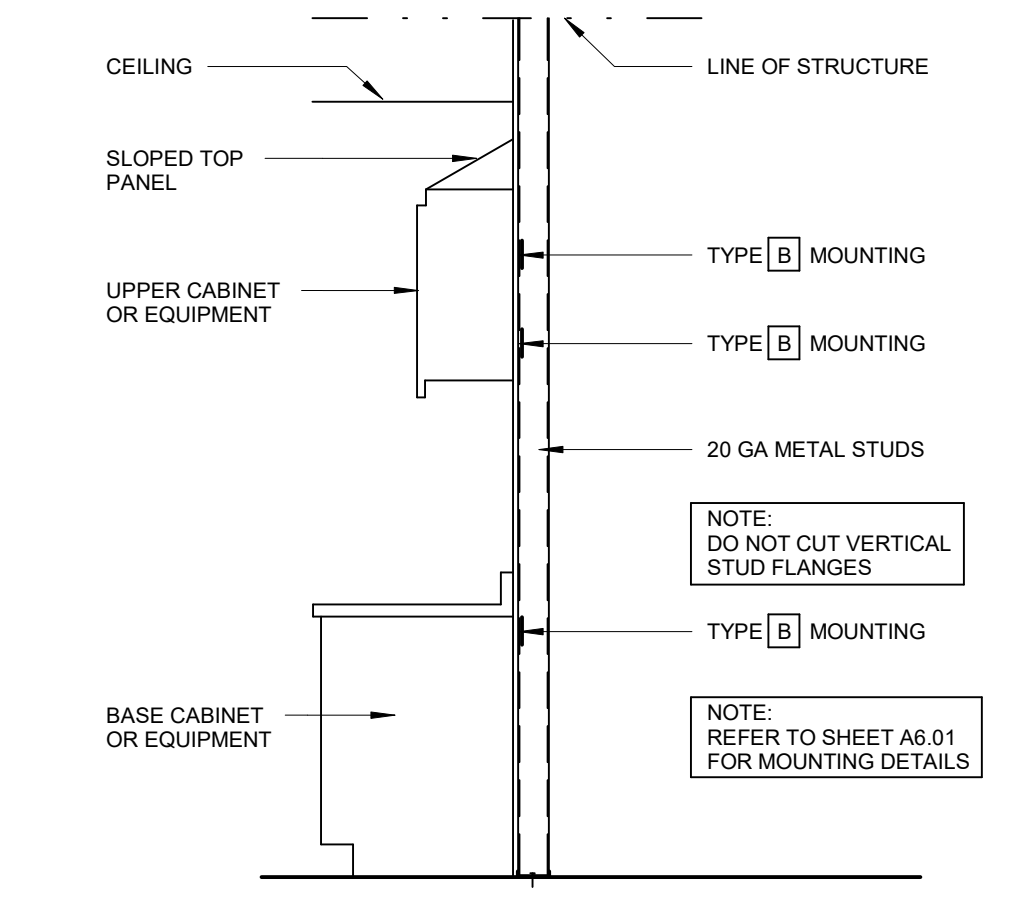 CEILING
LINE OF STRUCTURE
SLOPED TOP
PANEL
TYPE B MOUNTING
UPPER CABINET
OR EQUIPMENT
TYPE B MOUNTING
20 GA METAL STUDS
NOTE:
DO NOT CUT VERTICAL
STUD FLANGES
TYPE B MOUNTING
BASE CABINET
OR EQUIPMENT
NOTE:
REFER TO SHEET A6.01
FOR MOUNTING DETAILS